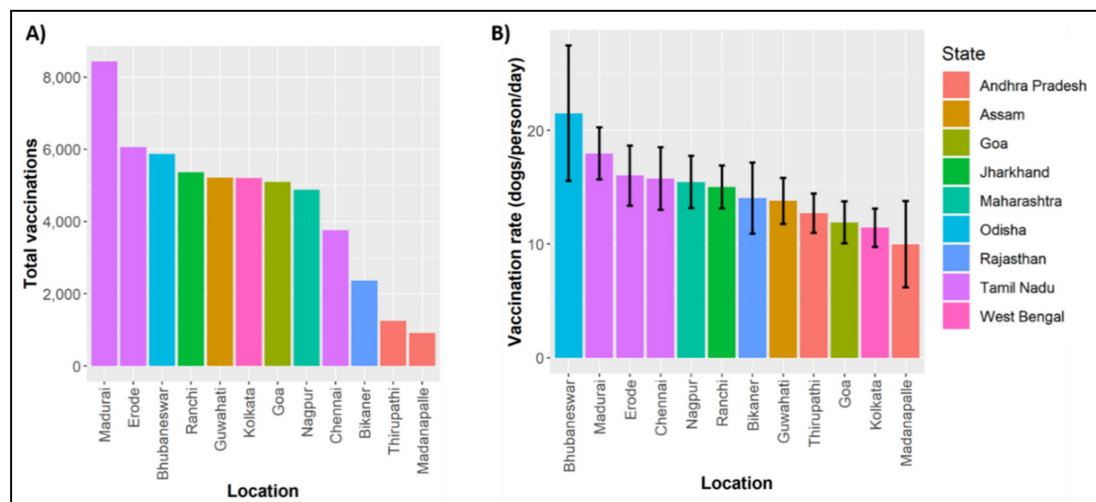 A)
Total vaccinations
8,000
6,000
4,000
2,000
0
Madurai
Erode
Bhubaneswar
Ranchi
Guwahati
Kolkata
Goa
Nagpur
Chennai
Bikaner
Thirupathi
Madanapalle
Location
B)
Vaccination rate (dogs/person/day)
20
10
0
Bhubaneswar
Madurai
Erode
Chennai
Nagpur
Ranchi
Bikaner
Guwahati
Thirupathi
Goa
Kolkata
Madanapalle
Location
State
Andhra Pradesh
Assam
Goa
Jharkhand
Maharashtra
Odisha
Rajasthan
Tamil Nadu
West Bengal